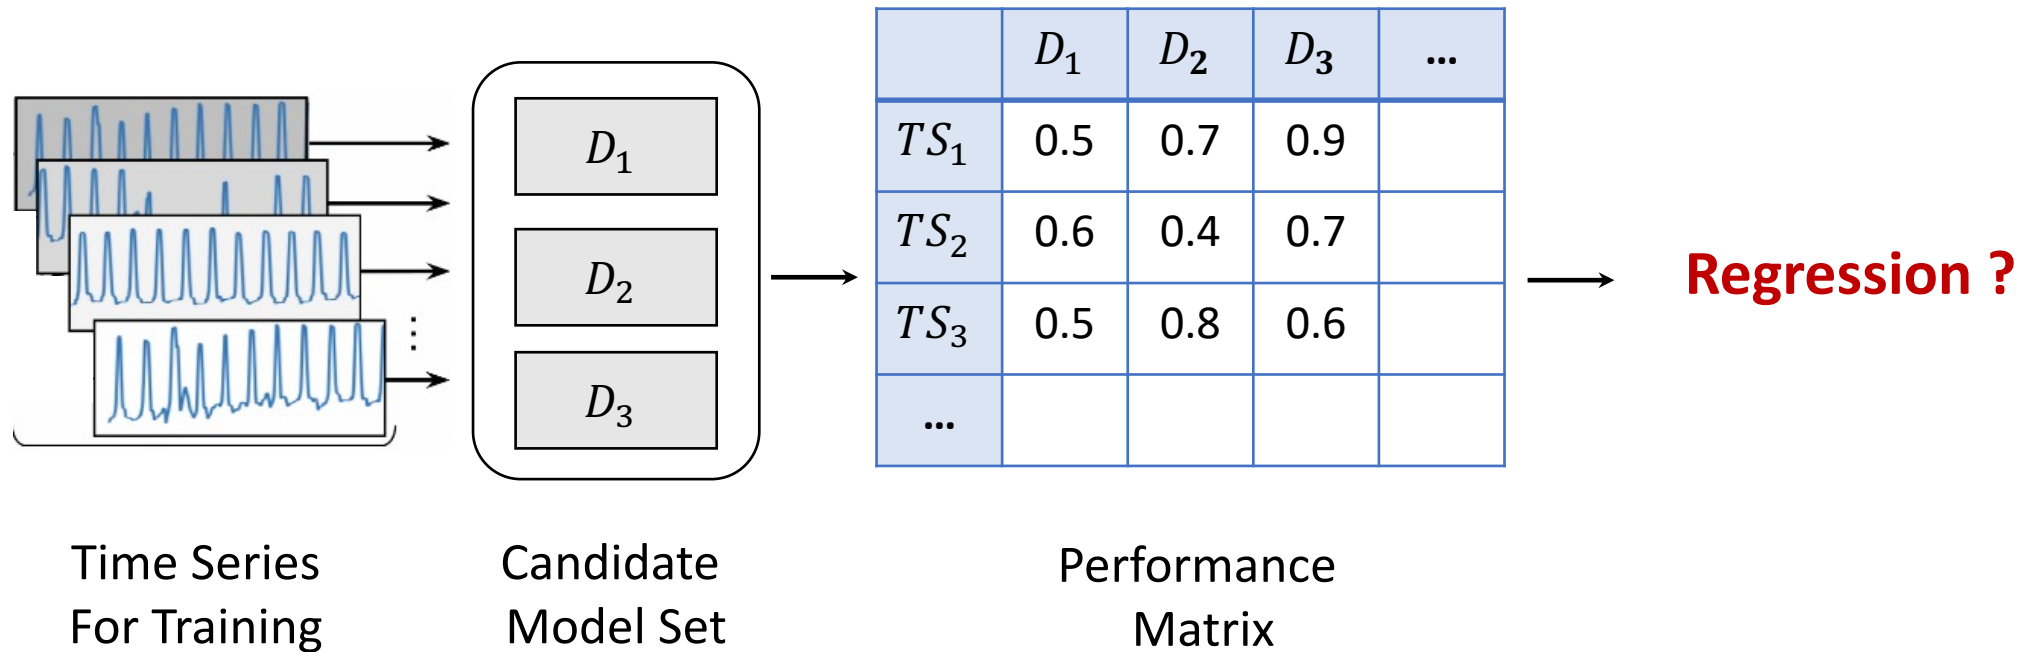 D₁ D₂ D₃ ...
TS₁ 0.5 0.7 0.9
TS₂ 0.6 0.4 0.7
TS₃ 0.5 0.8 0.6
...
D₁
D₂
D₃
⋮
Regression ?
Time Series
For Training
Candidate
Model Set
Performance
Matrix